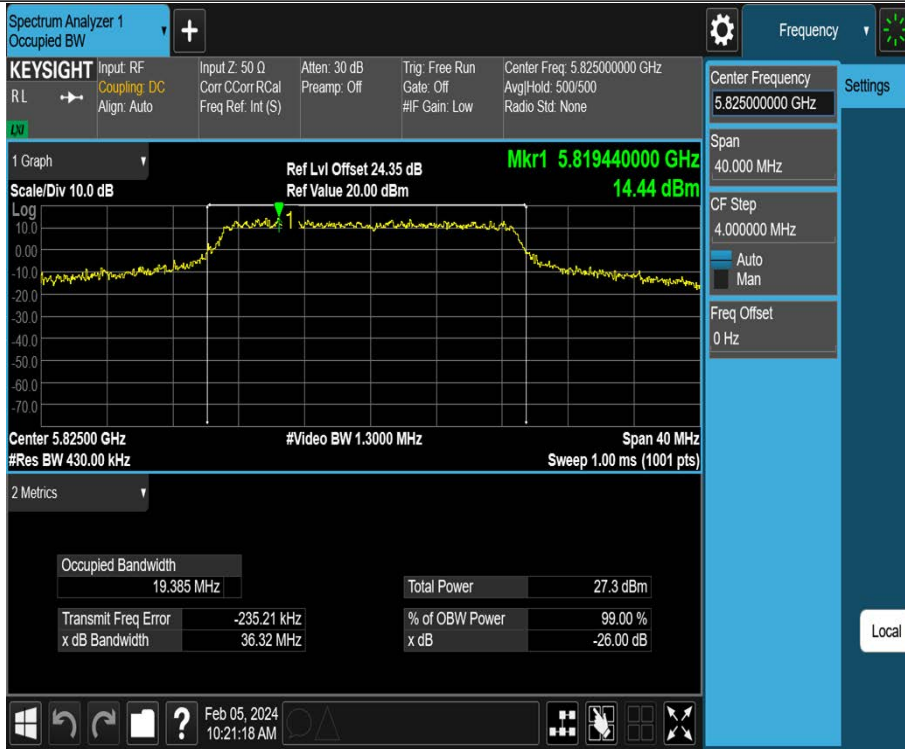 Spectrum Analyzer 1
Occupied BW
+
Frequency
KEYSIGHT Input: RF Input Z: 50 Ω Atten: 30 dB Trig: Free Run Center Freq: 5.825000000 GHz
R L Coupling: DC Corr CCorr RCal Preamp: Off Gate: Off Avg|Hold: 500/500
Align: Auto Freq Ref: Int (S) #IF Gain: Low Radio Std: None
LXI
Center Frequency
5.825000000 GHz
Settings
Span
40.000 MHz
CF Step
4.000000 MHz
Auto
Man
Freq Offset
0 Hz
Local
1 Graph
Scale/Div 10.0 dB
Ref Lvl Offset 24.35 dB
Ref Value 20.00 dBm
Mkr1 5.819440000 GHz
14.44 dBm
Log
10.0
0.00
-10.0
-20.0
-30.0
-40.0
-50.0
-60.0
-70.0
1
Center 5.82500 GHz #Video BW 1.3000 MHz Span 40 MHz
#Res BW 430.00 kHz Sweep 1.00 ms (1001 pts)
2 Metrics
Occupied Bandwidth
19.385 MHz
Total Power 27.3 dBm
Transmit Freq Error -235.21 kHz % of OBW Power 99.00 %
x dB Bandwidth 36.32 MHz x dB -26.00 dB
?
Feb 05, 2024
10:21:18 AM